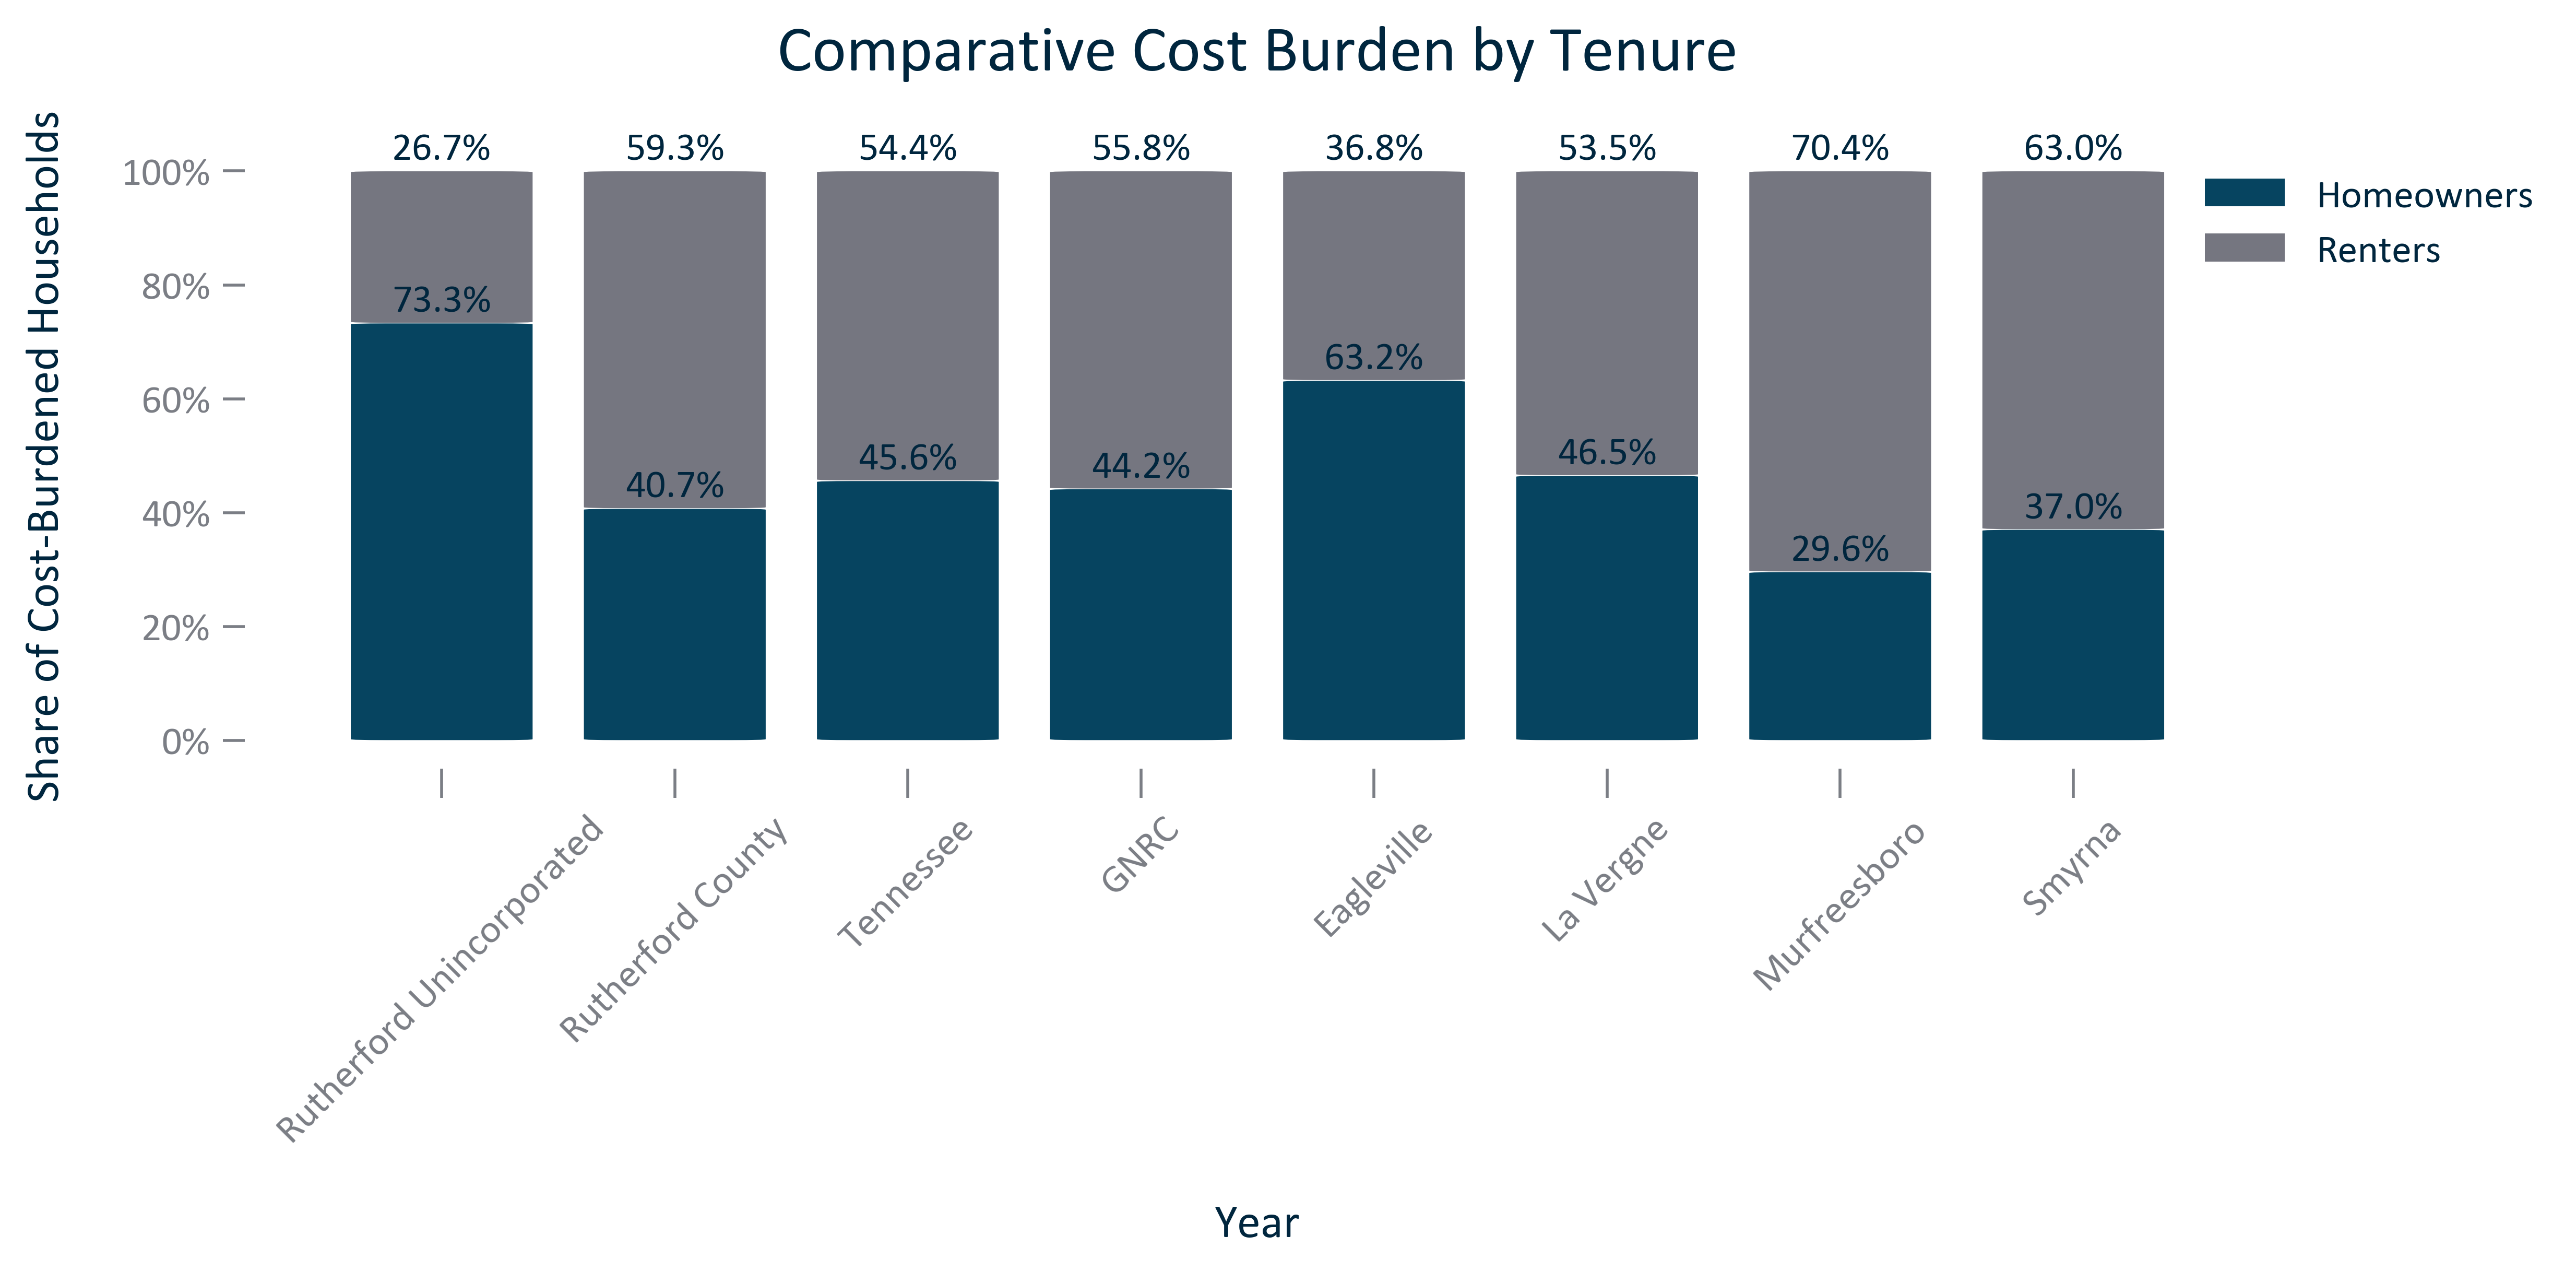 Comparative Cost Burden by Tenure
Share of Cost-Burdened Households
100%
80%
60%
40%
20%
0%
26.7%
59.3%
54.4%
55.8%
36.8%
53.5%
70.4%
63.0%
73.3%
40.7%
45.6%
44.2%
63.2%
46.5%
29.6%
37.0%
Homeowners
Renters
Rutherford Unincorporated
Rutherford County
Tennessee
GNRC
Eagleville
La Vergne
Murfreesboro
Smyrna
Year